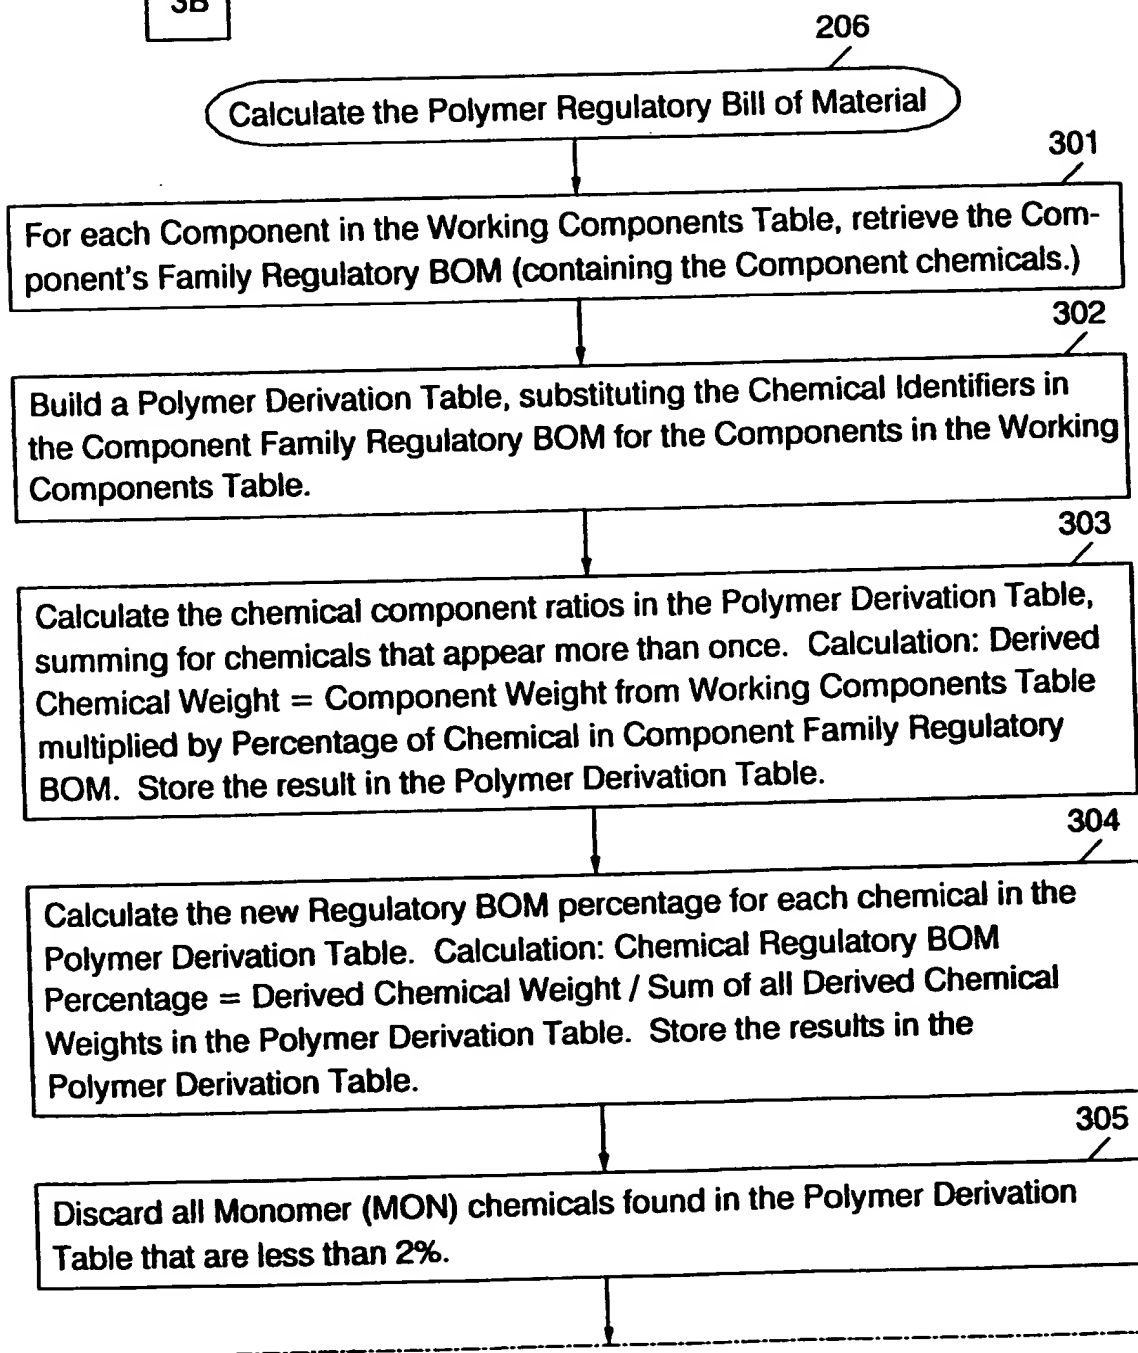 3B
206
Calculate the Polymer Regulatory Bill of Material
301
For each Component in the Working Components Table, retrieve the Com-
ponent's Family Regulatory BOM (containing the Component chemicals.)
302
Build a Polymer Derivation Table, substituting the Chemical Identifiers in
the Component Family Regulatory BOM for the Components in the Working
Components Table.
303
Calculate the chemical component ratios in the Polymer Derivation Table,
summing for chemicals that appear more than once. Calculation: Derived
Chemical Weight = Component Weight from Working Components Table
multiplied by Percentage of Chemical in Component Family Regulatory
BOM. Store the result in the Polymer Derivation Table.
304
Calculate the new Regulatory BOM percentage for each chemical in the
Polymer Derivation Table. Calculation: Chemical Regulatory BOM
Percentage = Derived Chemical Weight / Sum of all Derived Chemical
Weights in the Polymer Derivation Table. Store the results in the
Polymer Derivation Table.
305
Discard all Monomer (MON) chemicals found in the Polymer Derivation
Table that are less than 2%.